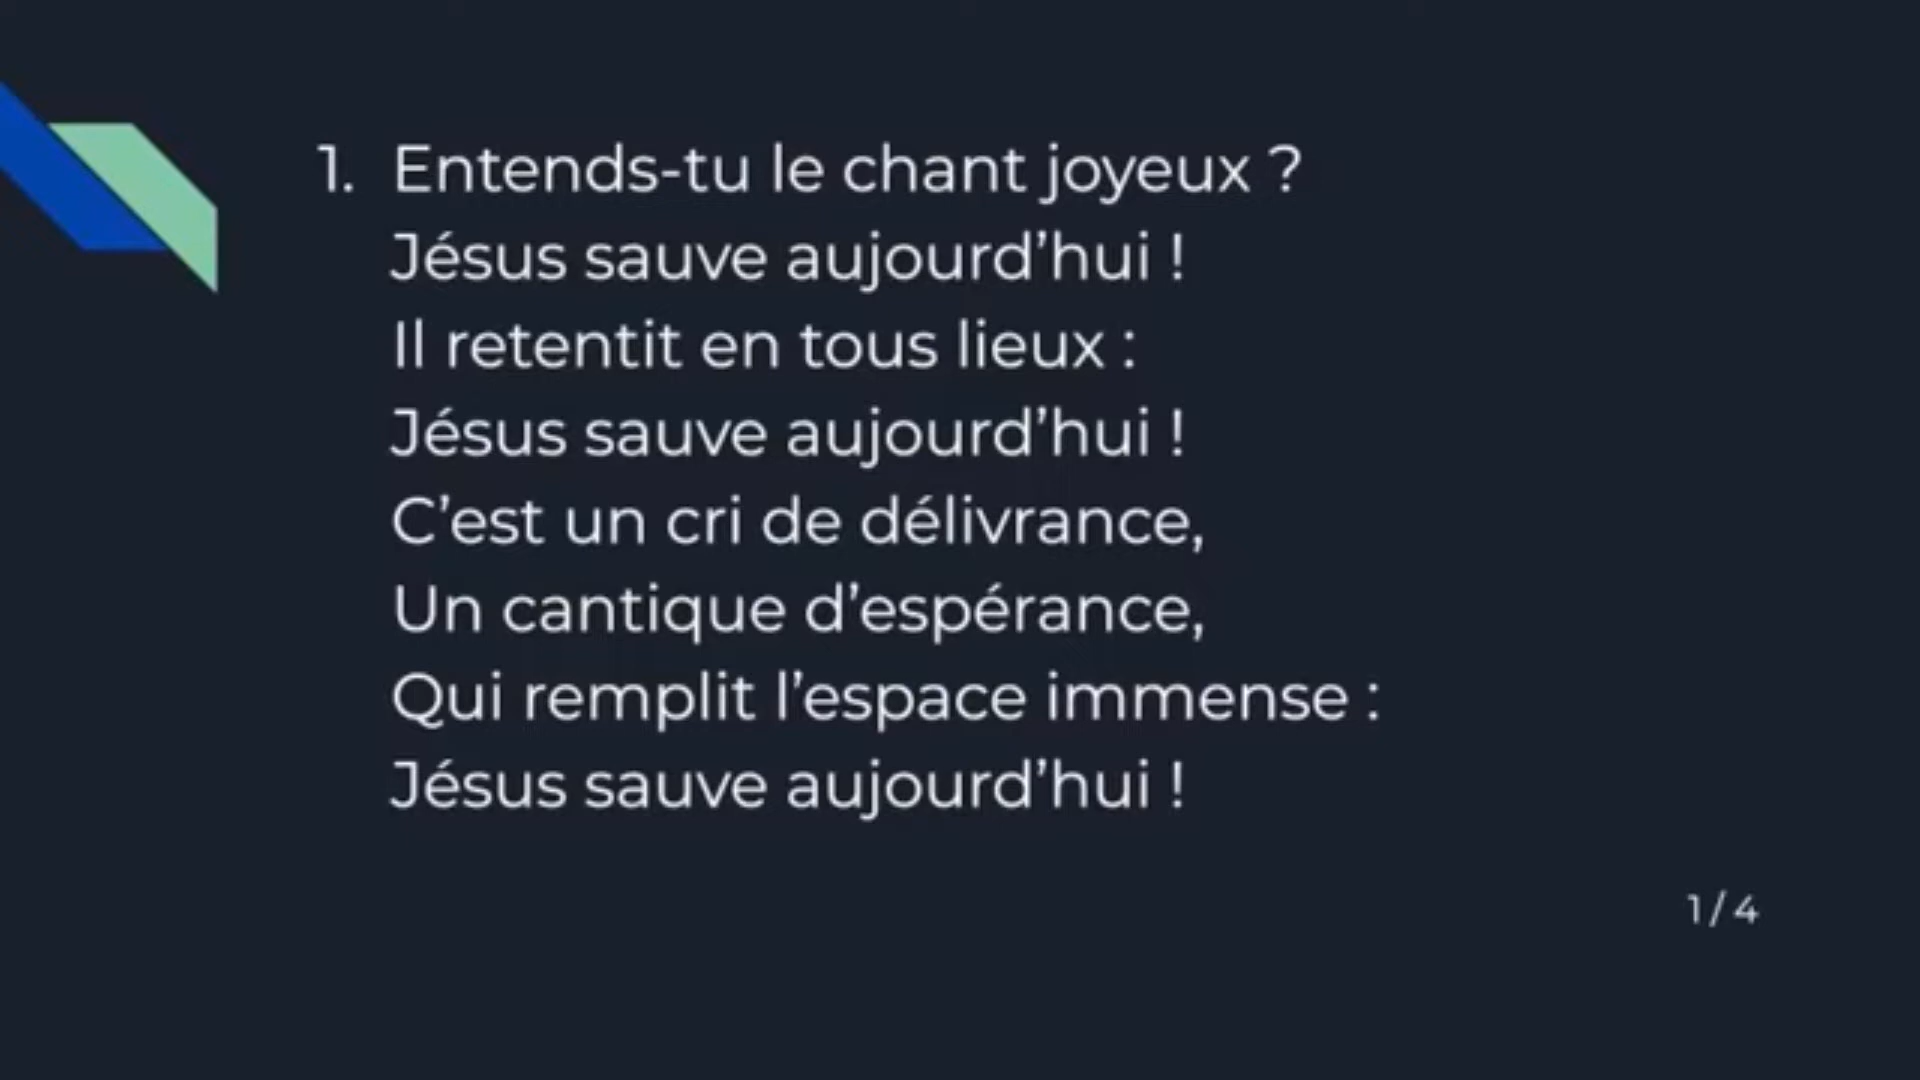 1. Entends-tu le chant joyeux ?
Jésus sauve aujourd’hui !
Il retentit en tous lieux :
Jésus sauve aujourd’hui !
C’est un cri de délivrance,
Un cantique d’espérance,
Qui remplit l’espace immense :
Jésus sauve aujourd’hui !
1 / 4